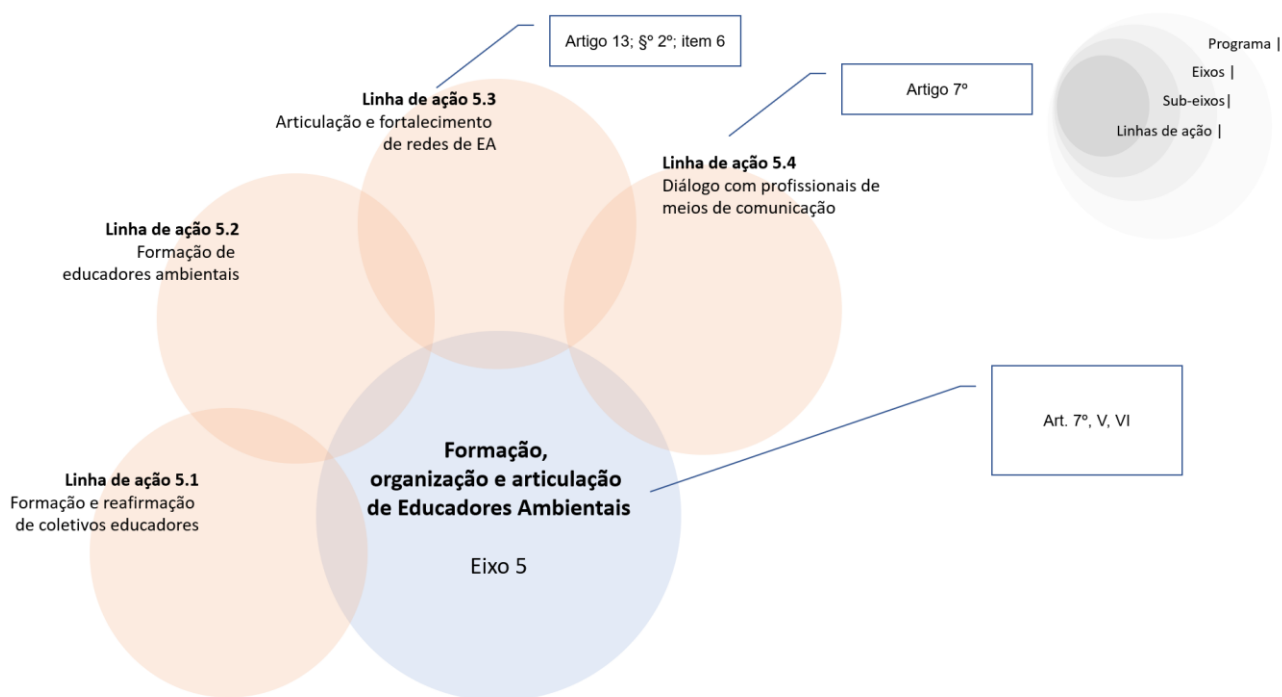 Artigo 13; §º 2º; item 6
Programa |
Eixos |
Sub-eixos|
Linhas de ação |
Artigo 7º
Linha de ação 5.3
Articulação e fortalecimento
de redes de EA
Linha de ação 5.4
Diálogo com profissionais de
meios de comunicação
Linha de ação 5.2
Formação de
educadores ambientais
Art. 7º, V, VI
Formação,
organização e articulação
de Educadores Ambientais
Eixo 5
Linha de ação 5.1
Formação e reafirmação
de coletivos educadores